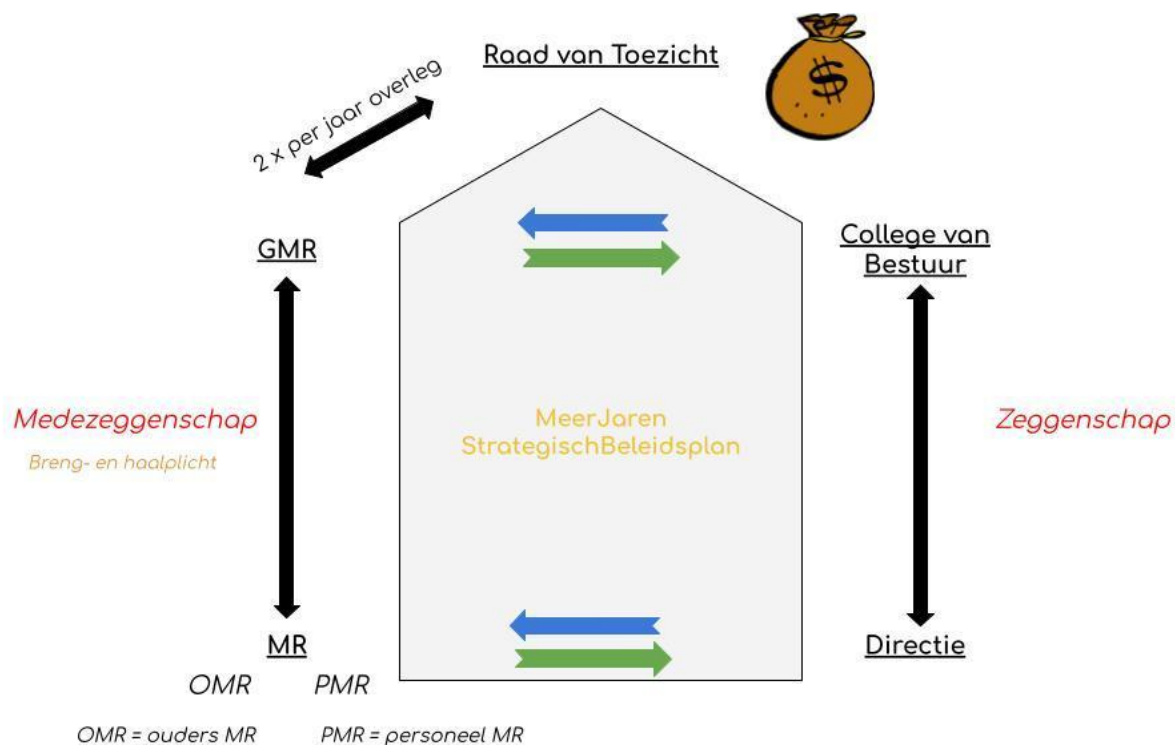 Raad van Toezicht
$
2 x per jaar overleg
GMR
College van
Bestuur
Medezeggenschap
Breng- en haalplicht
MeerJaren
StrategischBeleidsplan
Zeggenschap
MR
Directie
OMR PMR
OMR = ouders MR PMR = personeel MR